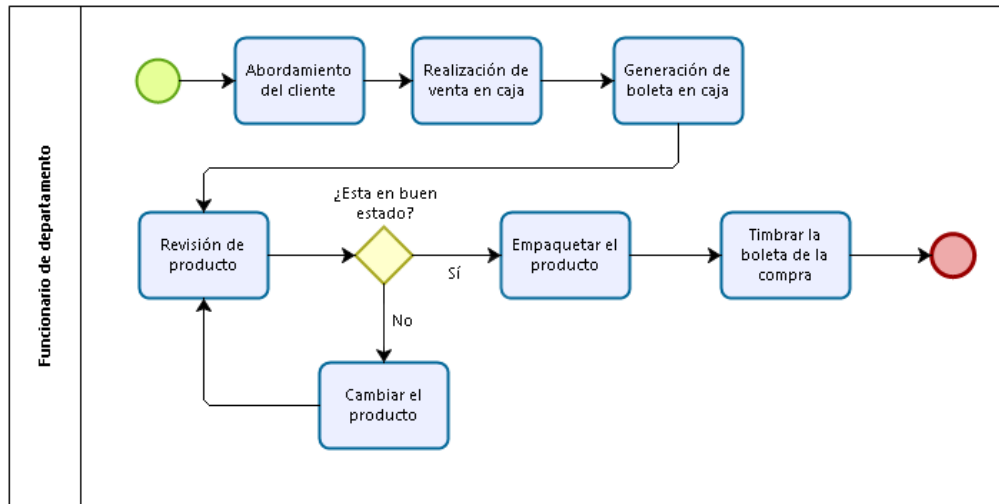 Funcionario de departamento
Abordamiento
del cliente
Realización de
venta en caja
Generación de
boleta en caja
Revisión de
producto
¿Esta en buen
estado?
Sí
No
Empaquetar el
producto
Timbrar la
boleta de la
compra
Cambiar el
producto